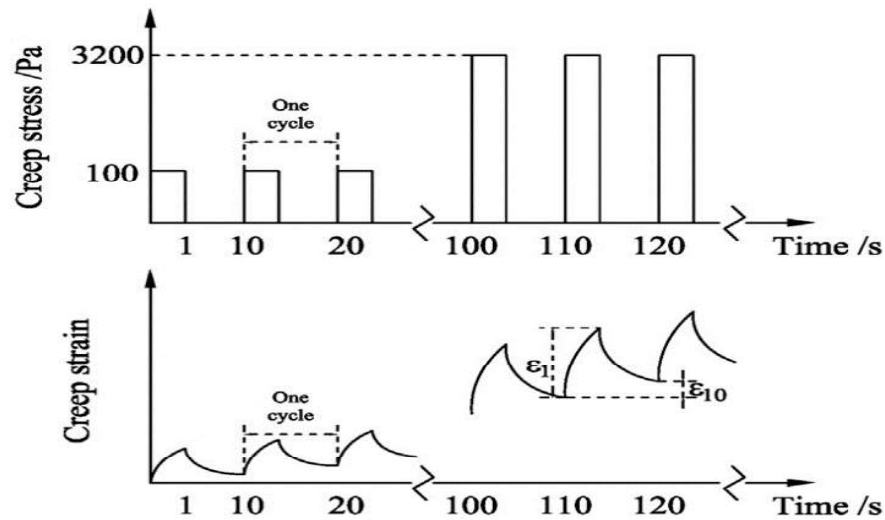 Creep stress /Pa
3200
100
One
cycle
1 10 20 100 110 120 Time /s
Creep strain
One
cycle
ε1
ε10
1 10 20 100 110 120 Time /s